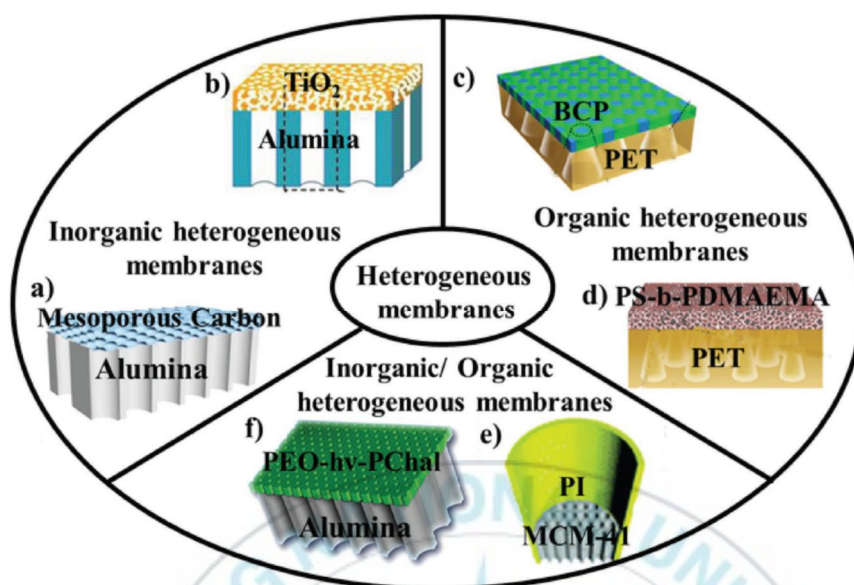 b)
TiO2
Alumina
c)
BCP
PET
Inorganic heterogeneous
membranes
Organic heterogeneous
membranes
Heterogeneous
membranes
a)
Mesoporous Carbon
Alumina
d)
PS-b-PDMAEMA
PET
Inorganic/ Organic
heterogeneous membranes
f)
PEO-hv-PChal
Alumina
e)
PI
MCM-41